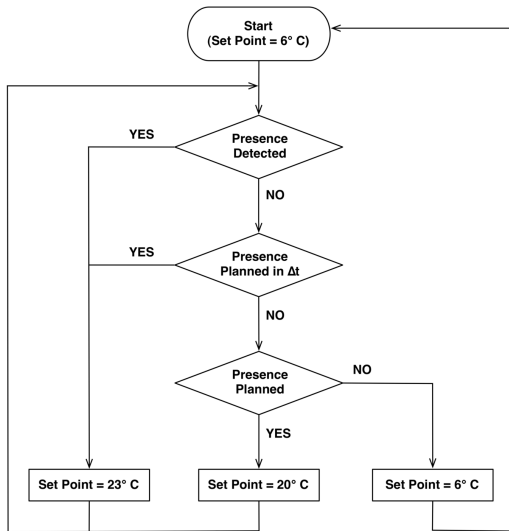 Start
(Set Point = 6° C)
YES
Presence
Detected
NO
YES
Presence
Planned in Δt
NO
Presence
Planned
NO
YES
Set Point = 23° C
Set Point = 20° C
Set Point = 6° C